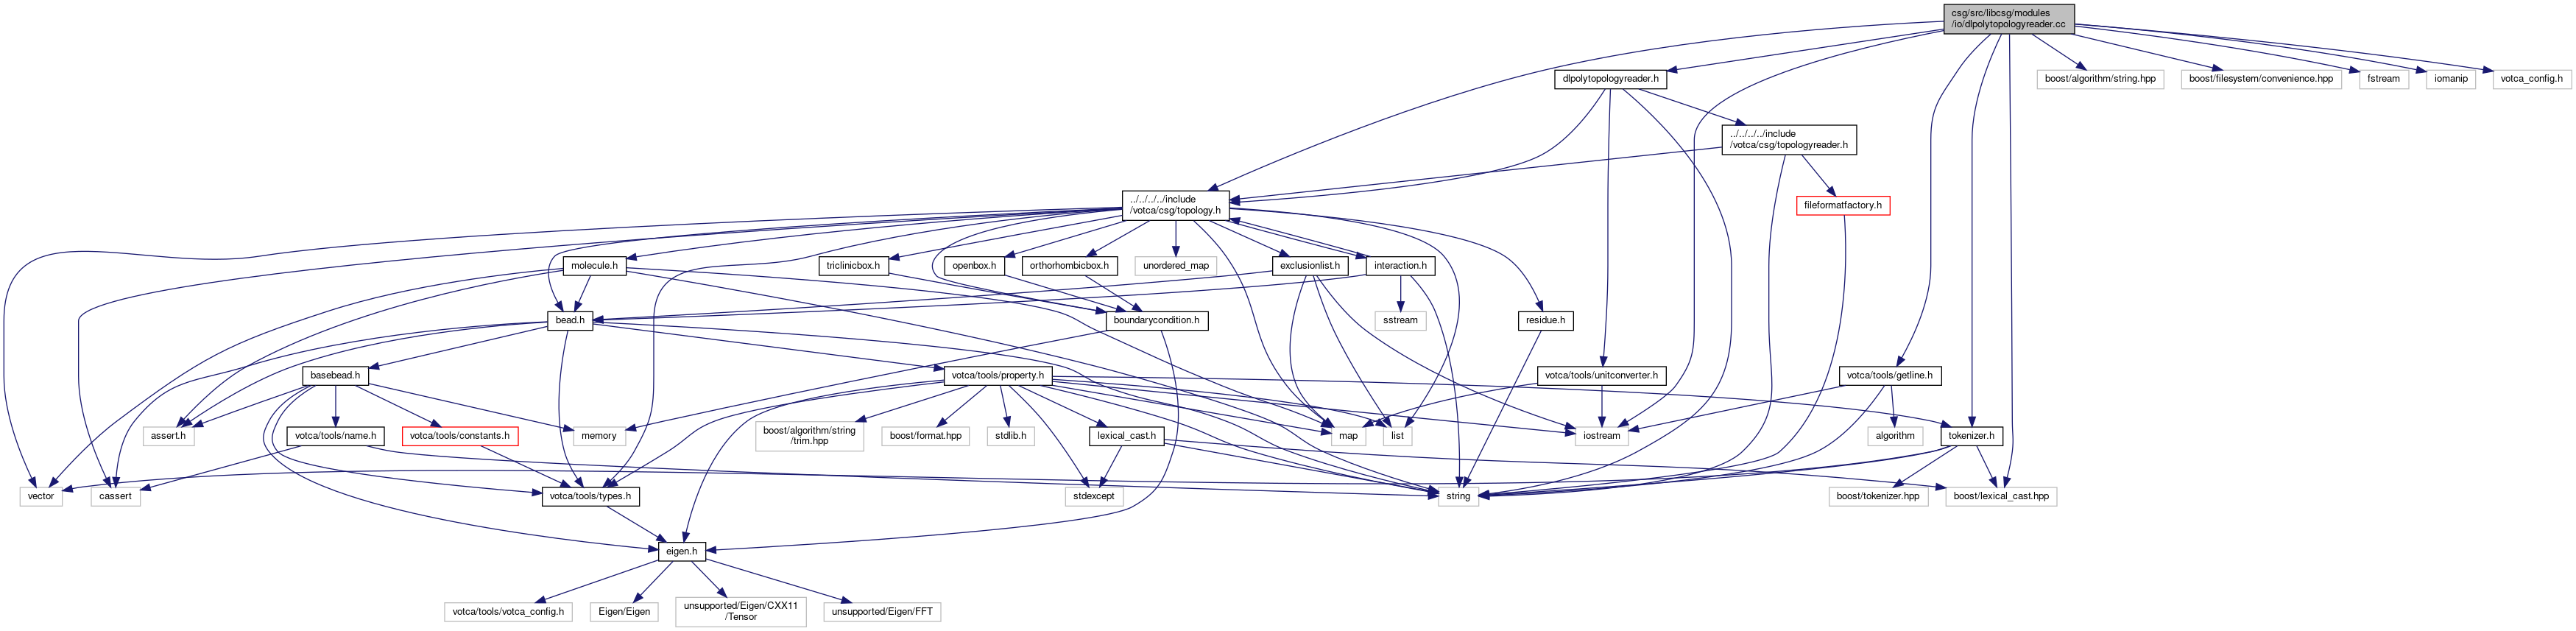 csg/src/libcsg/modules
/io/dlpolytopologyreader.cc
dlpolytopologyreader.h
boost/algorithm/string.hpp
boost/filesystem/convenience.hpp
fstream
iomanip
votca_config.h
../../../../include
/votca/csg/topologyreader.h
../../../../include
/votca/csg/topology.h
fileformatfactory.h
molecule.h
triclinicbox.h
openbox.h
orthorhombicbox.h
unordered_map
exclusionlist.h
interaction.h
bead.h
boundarycondition.h
sstream
residue.h
basebead.h
votca/tools/property.h
votca/tools/unitconverter.h
votca/tools/getline.h
assert.h
votca/tools/name.h
votca/tools/constants.h
memory
boost/algorithm/string
/trim.hpp
boost/format.hpp
stdlib.h
lexical_cast.h
map
list
iostream
algorithm
tokenizer.h
vector
cassert
votca/tools/types.h
stdexcept
string
boost/tokenizer.hpp
boost/lexical_cast.hpp
eigen.h
votca/tools/votca_config.h
Eigen/Eigen
unsupported/Eigen/CXX11
/Tensor
unsupported/Eigen/FFT